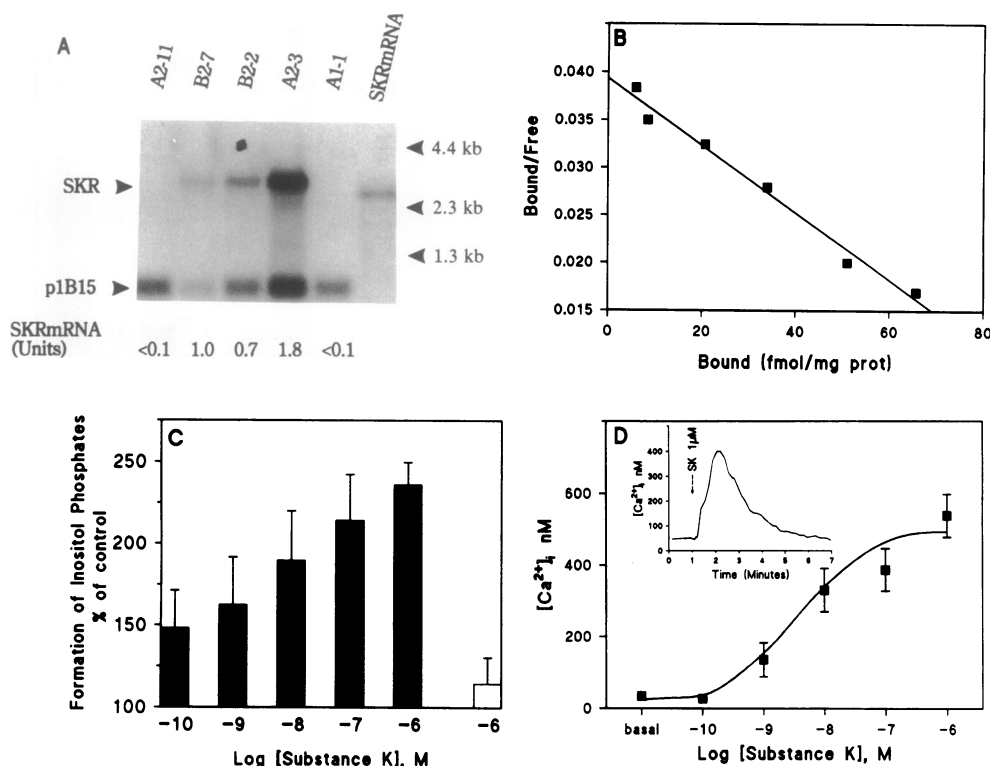 A
A2-11 B2-7 B2-2 A2-3 A1-1 SKRmRNA
4.4 kb
SKR
2.3 kb
1.3 kb
p1B15
SKRmRNA
(Units) <0.1 1.0 0.7 1.8 <0.1
B
Bound/Free
0.040
0.035
0.030
0.025
0.020
0.015
0 20 40 60 80
Bound (fmol/mg prot)
C
Formation of Inositol Phosphates
% of control
250
200
150
100
-10 -9 -8 -7 -6 -6
Log [Substance K], M
D
[Ca2+]i, nM
600
400
200
0
basal -10 -9 -8 -7 -6
Log [Substance K], M
SK 1μM
[Ca2+]i nM
500
400
300
200
100
0
0 1 2 3 4 5 6 7
Time (Minutes)